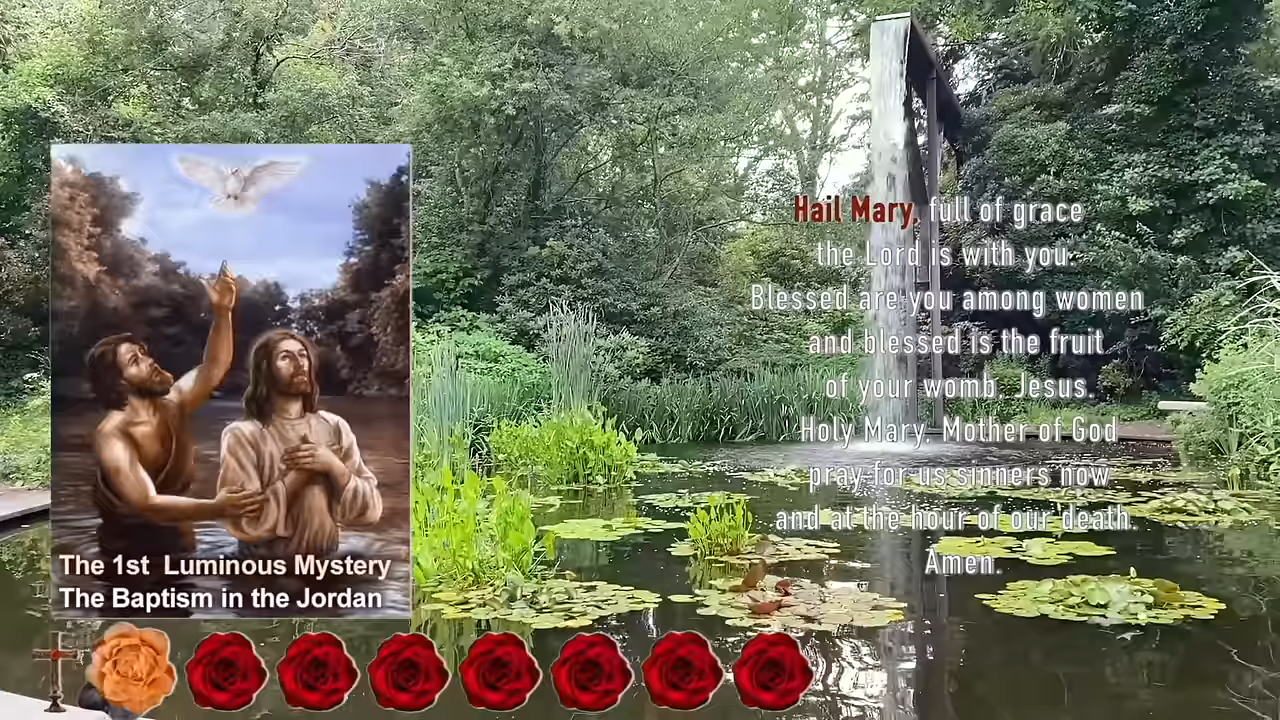 Hail Mary, full of grace
the Lord is with you.
Blessed are you among women
and blessed is the fruit
of your womb, Jesus.
Holy Mary, Mother of God
pray for us sinners now
and at the hour of our death.
Amen.
The 1st Luminous Mystery
The Baptism in the Jordan